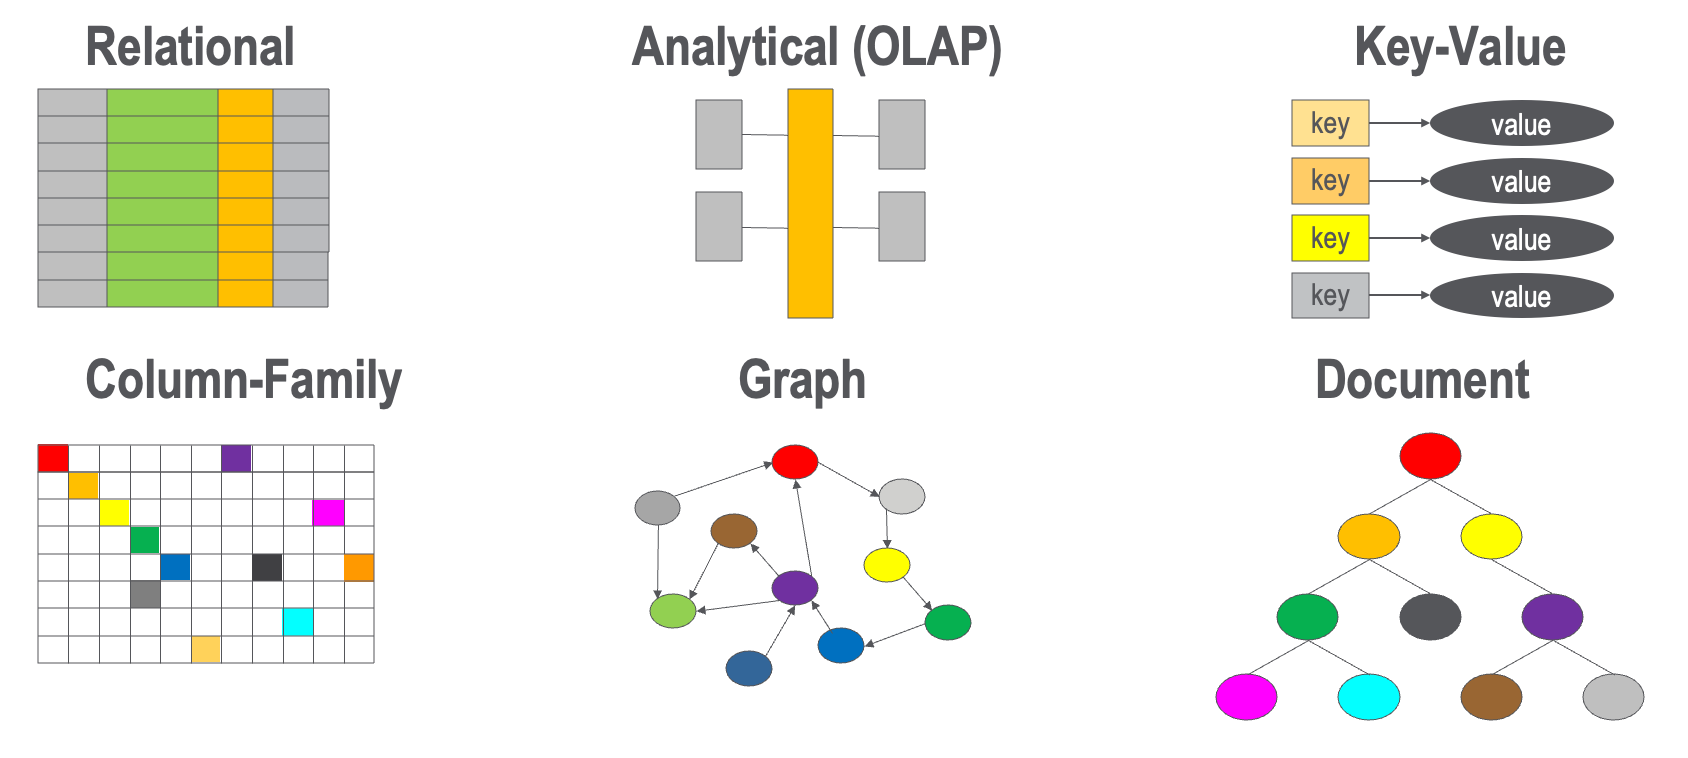 Relational
Analytical (OLAP)
Key-Value
key
value
key
value
key
value
key
value
Column-Family
Graph
Document